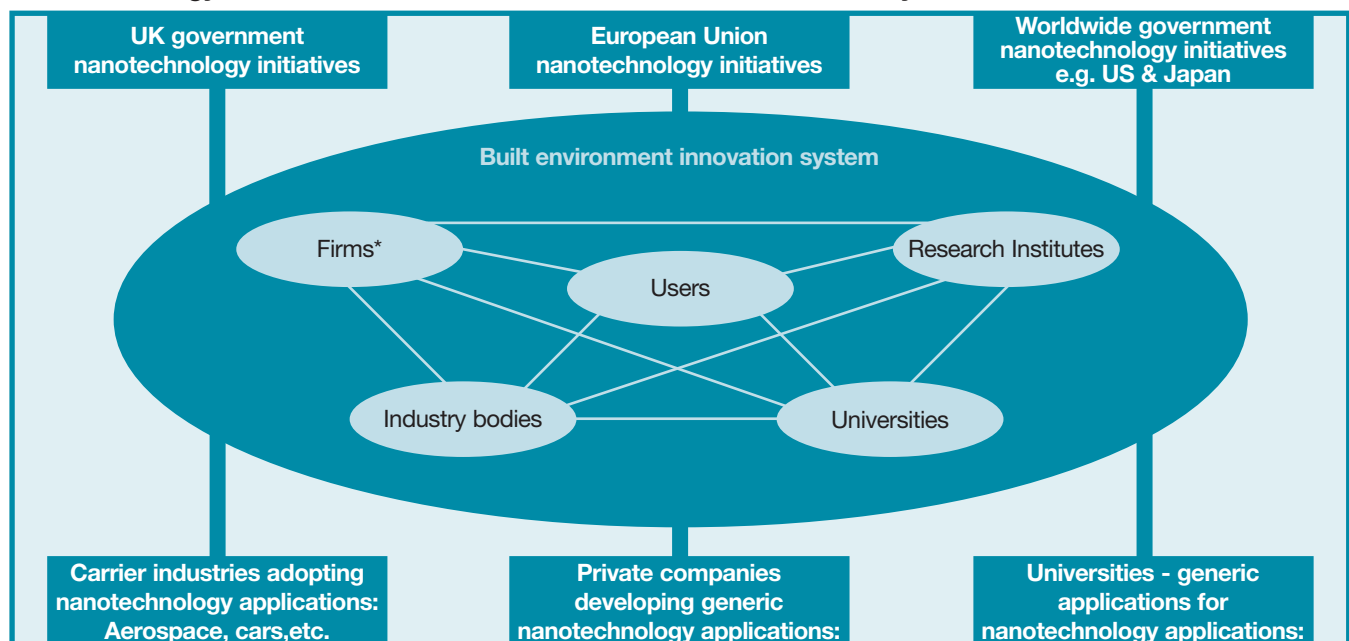 UK government
nanotechnology initiatives
European Union
nanotechnology initiatives
Worldwide government
nanotechnology initiatives
e.g. US & Japan
Built environment innovation system
Firms*
Research Institutes
Users
Industry bodies
Universities
Carrier industries adopting
nanotechnology applications:
Aerospace, cars,etc.
Private companies
developing generic
nanotechnology applications:
Universities - generic
applications for
nanotechnology applications: